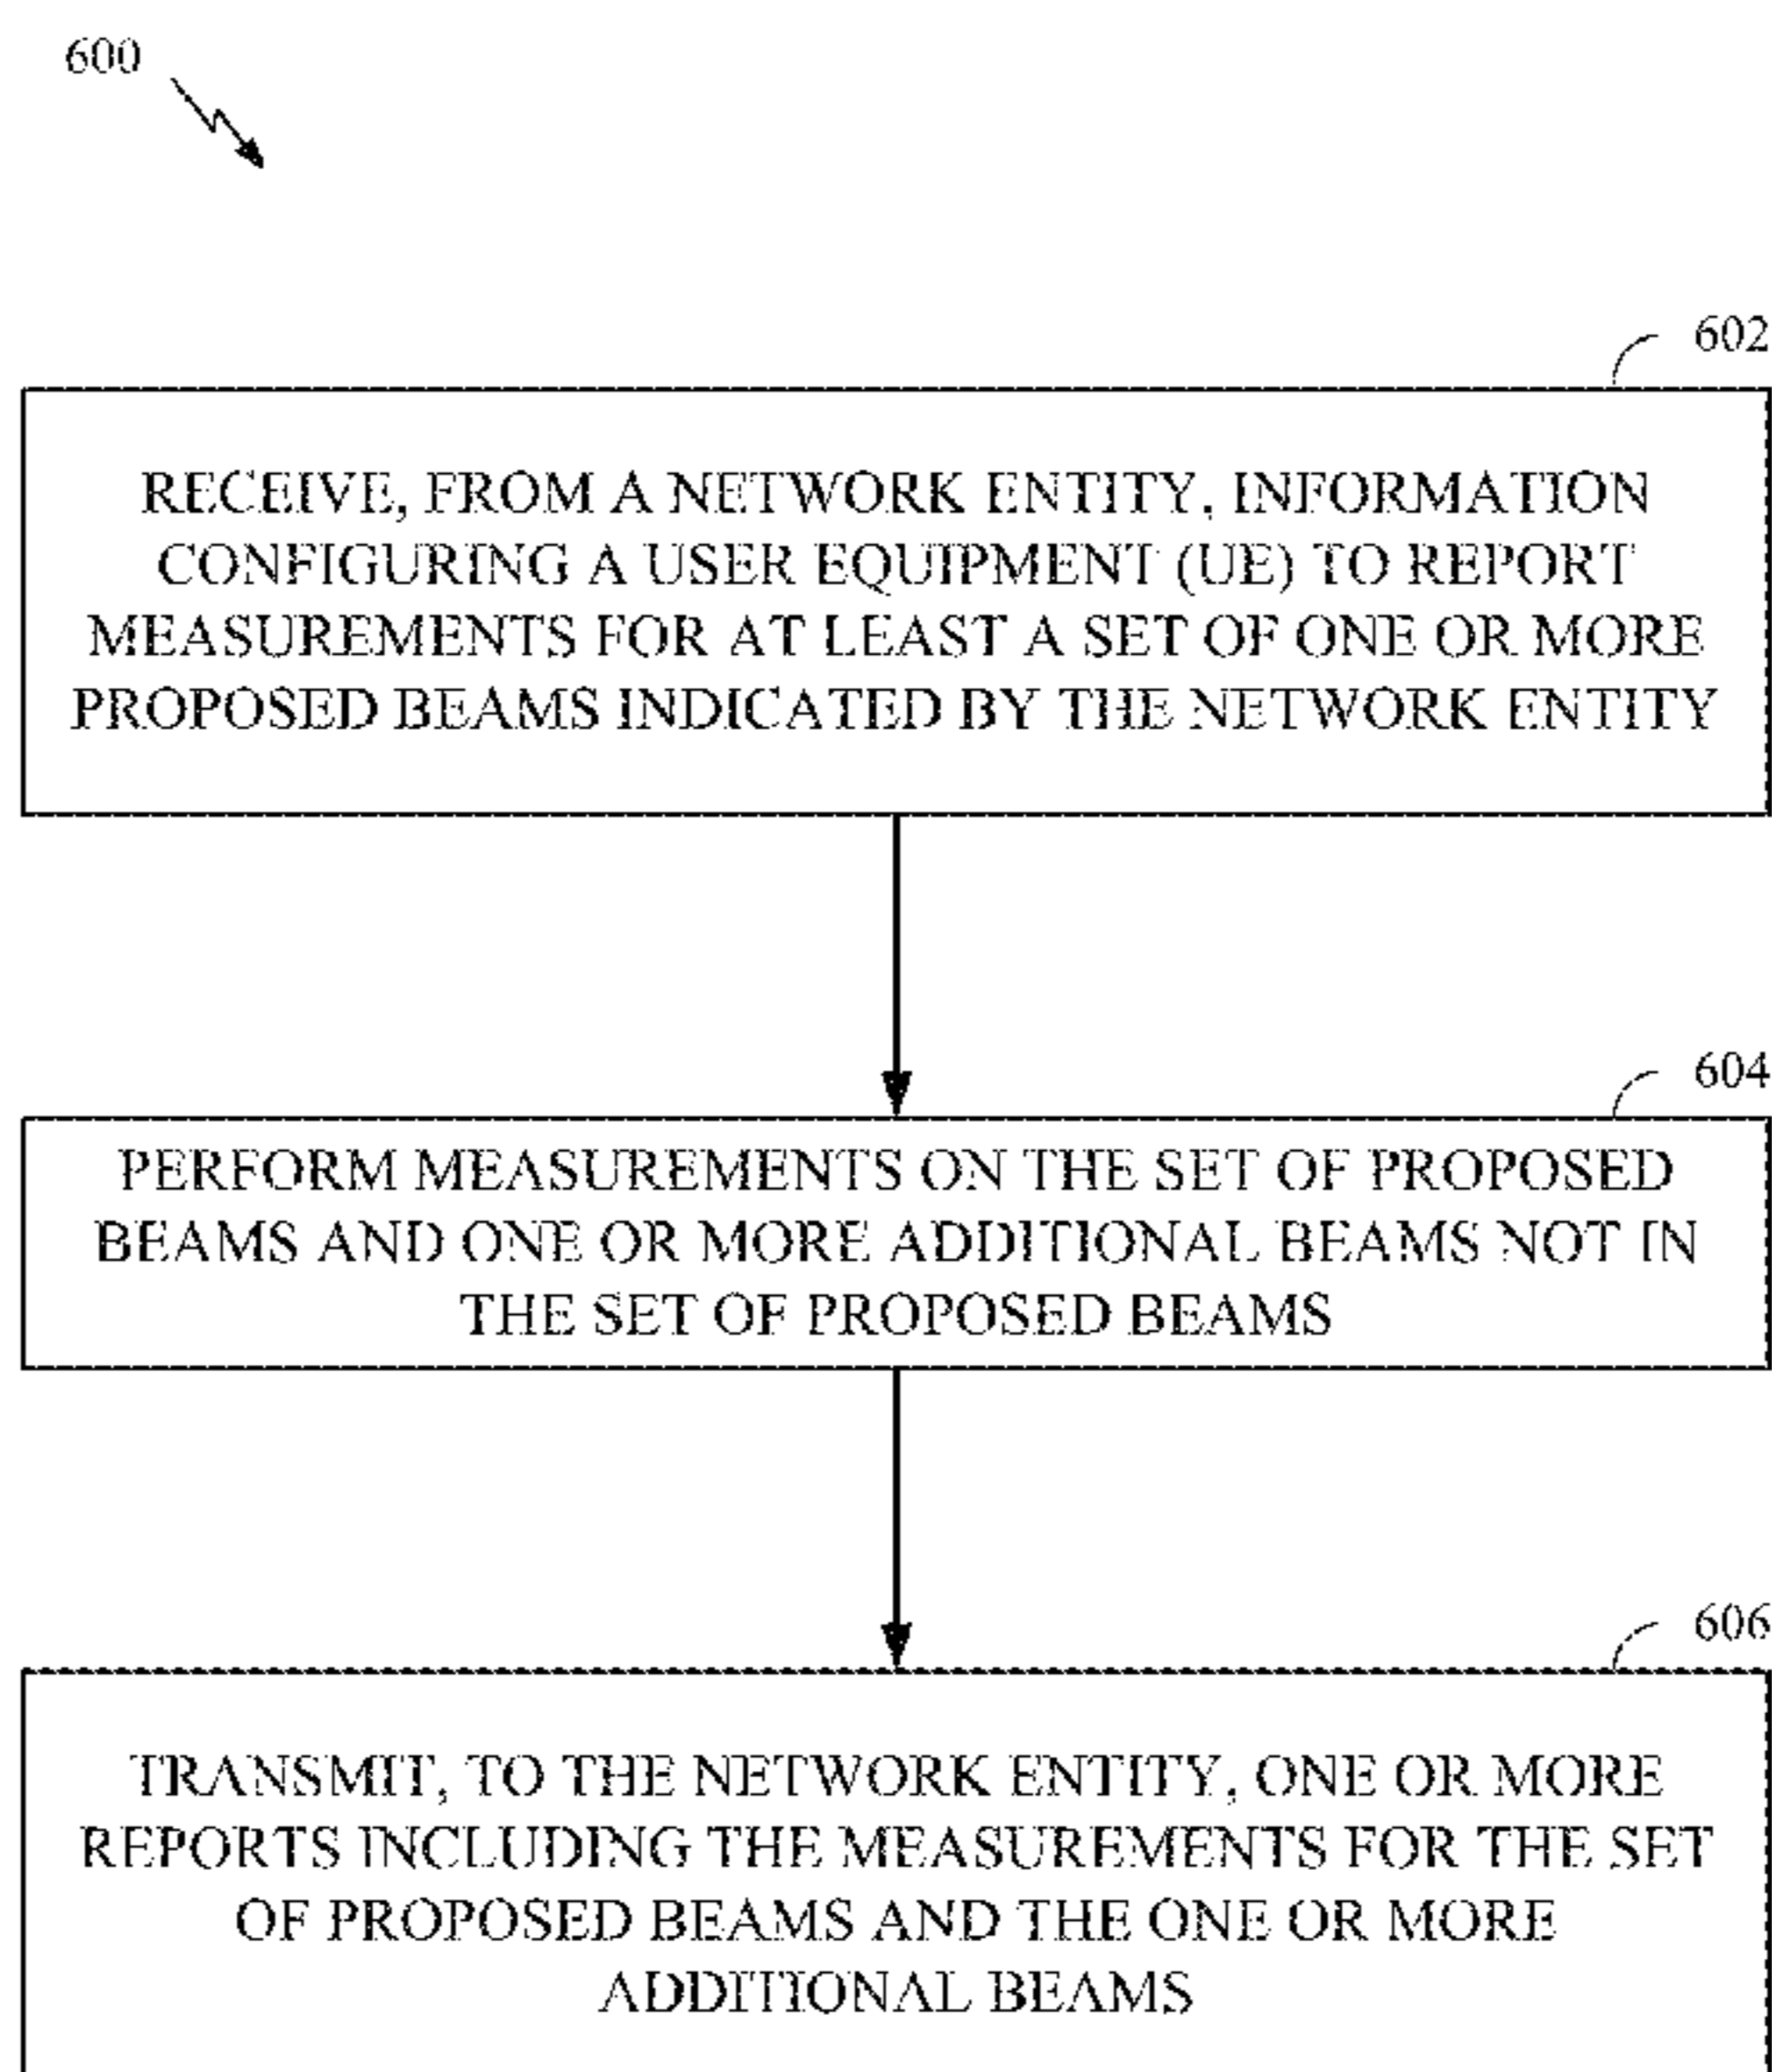 600
602
RECEIVE, FROM A NETWORK ENTITY, INFORMATION
CONFIGURING A USER EQUIPMENT (UE) TO REPORT
MEASUREMENTS FOR AT LEAST A SET OF ONE OR MORE
PROPOSED BEAMS INDICATED BY THE NETWORK ENTITY
604
PERFORM MEASUREMENTS ON THE SET OF PROPOSED
BEAMS AND ONE OR MORE ADDITIONAL BEAMS NOT IN
THE SET OF PROPOSED BEAMS
606
TRANSMIT, TO THE NETWORK ENTITY, ONE OR MORE
REPORTS INCLUDING THE MEASUREMENTS FOR THE SET
OF PROPOSED BEAMS AND THE ONE OR MORE
ADDITIONAL BEAMS